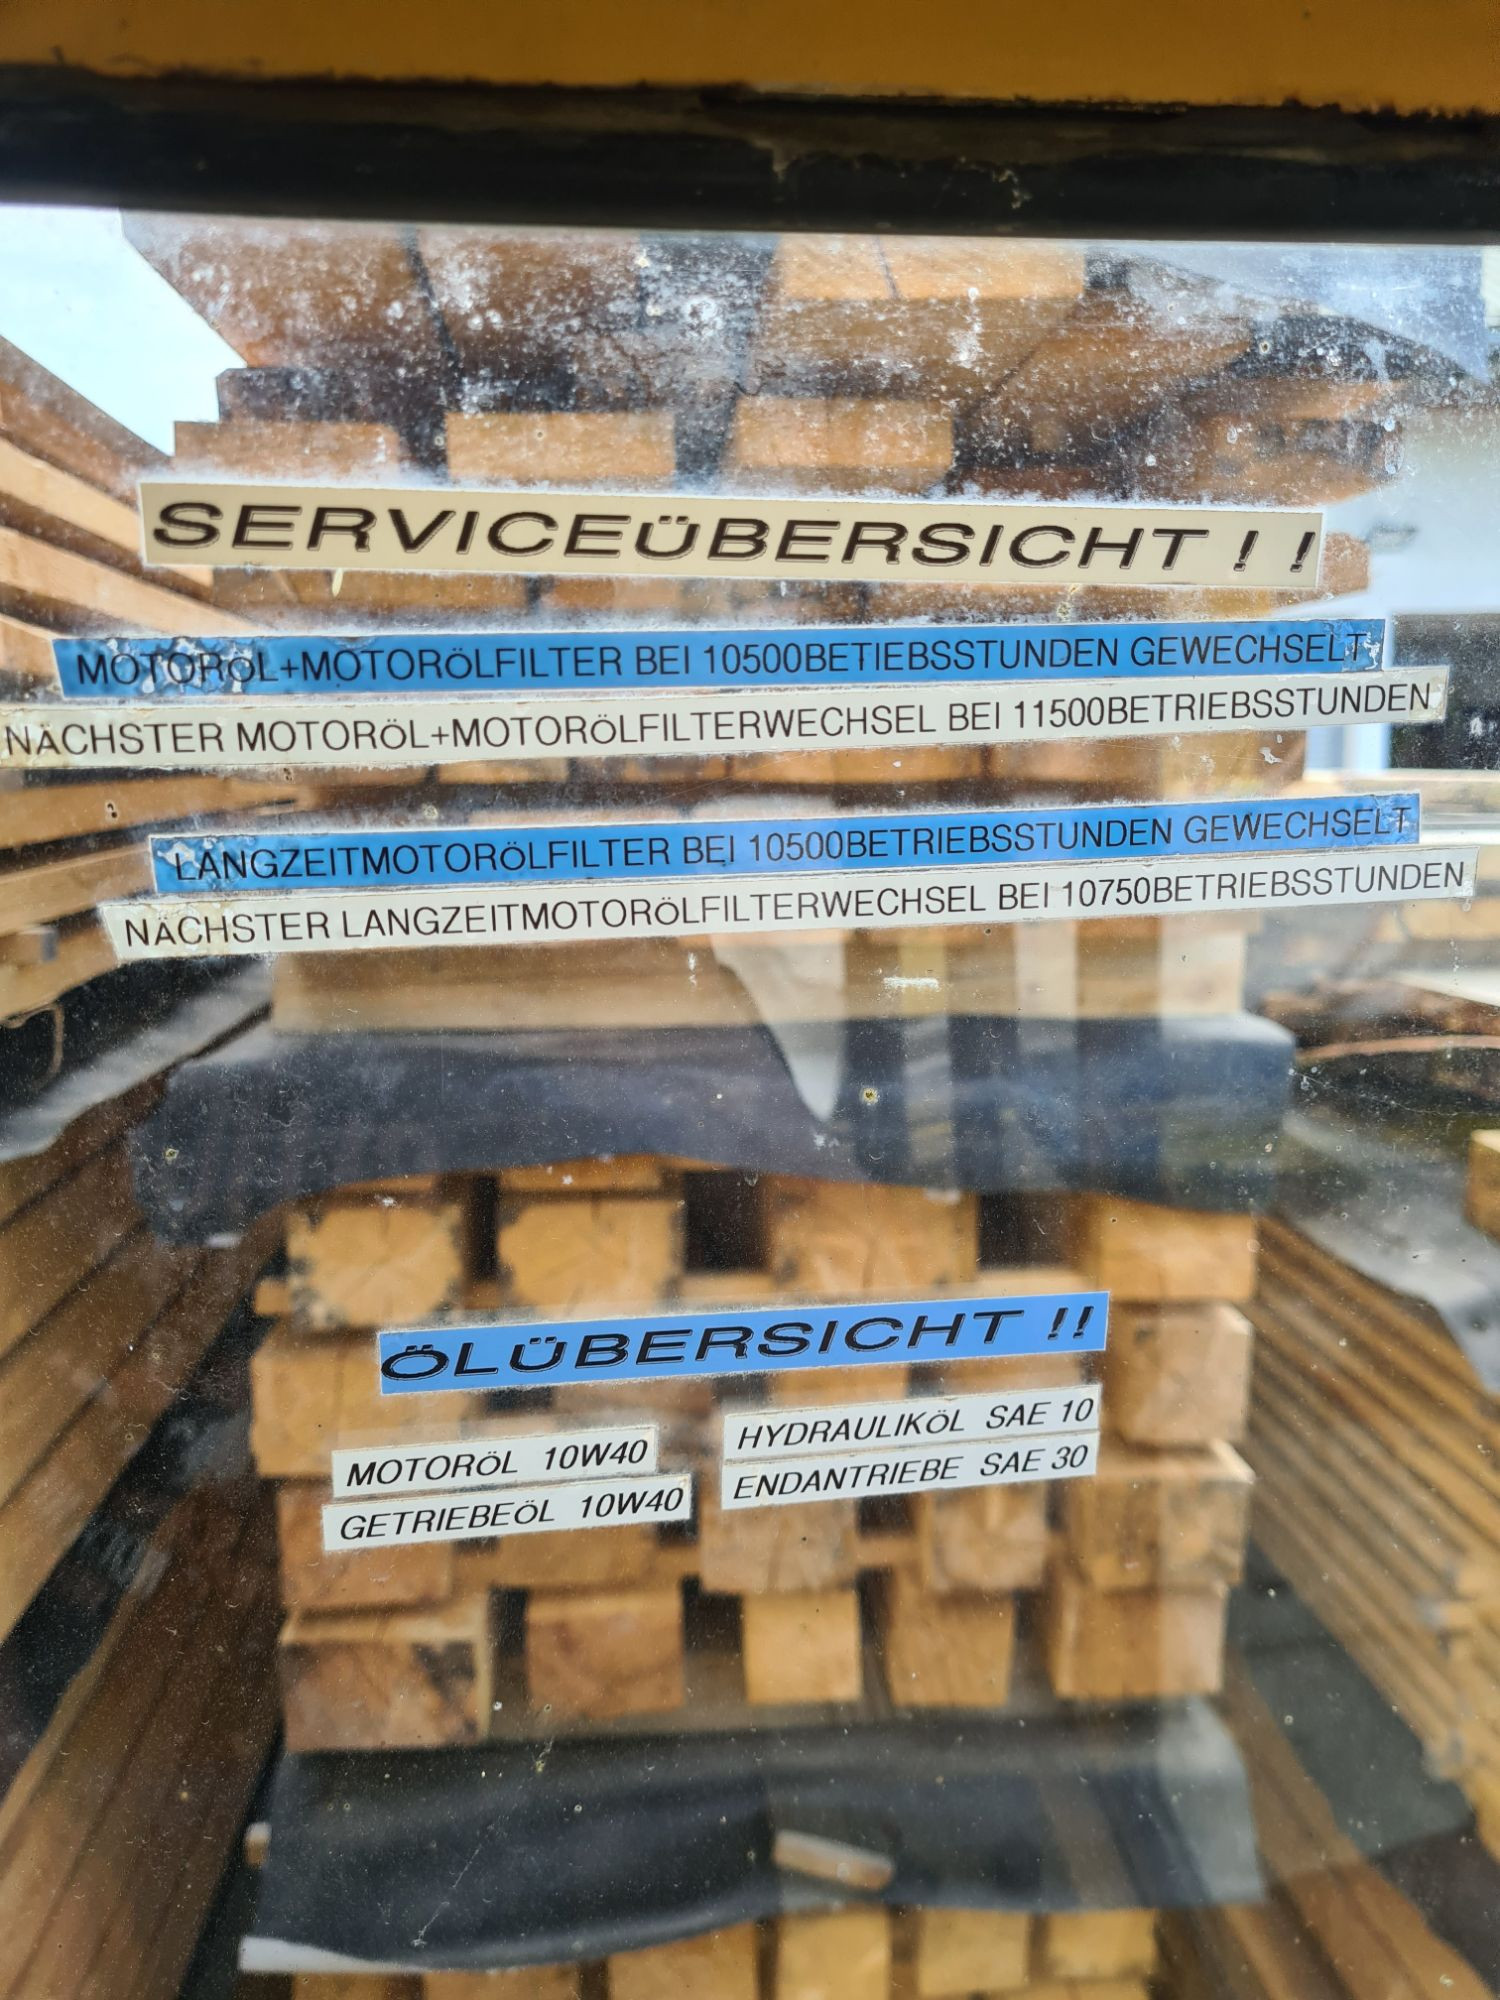 SERVICEÜBERSICHT ! !
MOTORÖL+MOTORÖLFILTER BEI 10500BETIEBSSTUNDEN GEWECHSELT
NÄCHSTER MOTORÖL+MOTORÖLFILTERWECHSEL BEI 11500BETRIEBSSTUNDEN
LANGZEITMOTORÖLFILTER BEI 10500BETRIEBSSTUNDEN GEWECHSELT
NÄCHSTER LANGZEITMOTORÖLFILTERWECHSEL BEI 10750BETRIEBSSTUNDEN
ÖLÜBERSICHT !!
MOTORÖL 10W40
GETRIEBEÖL 10W40
HYDRAULIKÖL SAE 10
ENDANTRIEBE SAE 30